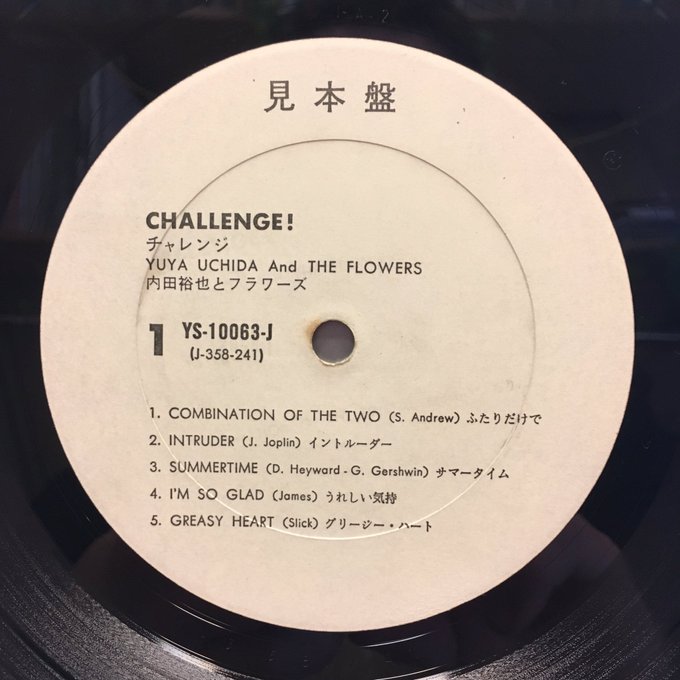 見本盤
CHALLENGE!
チャレンジ
YUYA UCHIDA And THE FLOWERS
内田裕也とフラワーズ
1 YS-10063-J
(J-358-241)
1. COMBINATION OF THE TWO (S. Andrew) ふたりだけで
2. INTRUDER (J. Joplin) イントルーダー
3. SUMMERTIME (D. Heyward - G. Gershwin) サマータイム
4. I'M SO GLAD (James) うれしい気持
5. GREASY HEART (Slick) グリージー・ハート